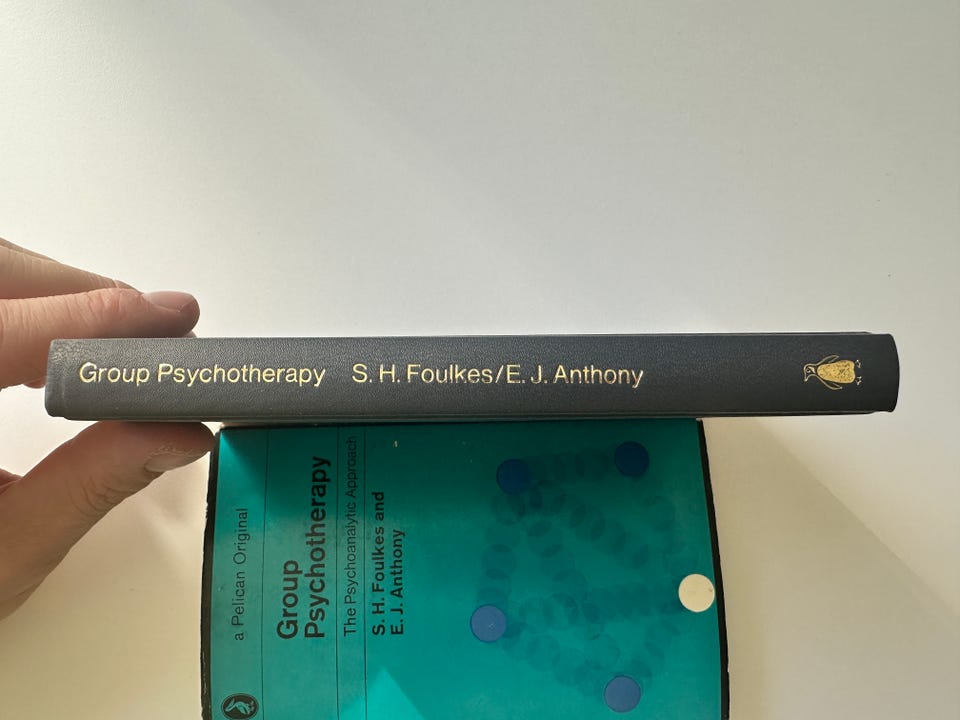 Group Psychotherapy S. H. Foulkes/E. J. Anthony
a Pelican Original
Group
Psychotherapy
The Psychoanalytic Approach
S. H. Foulkes and
E. J. Anthony